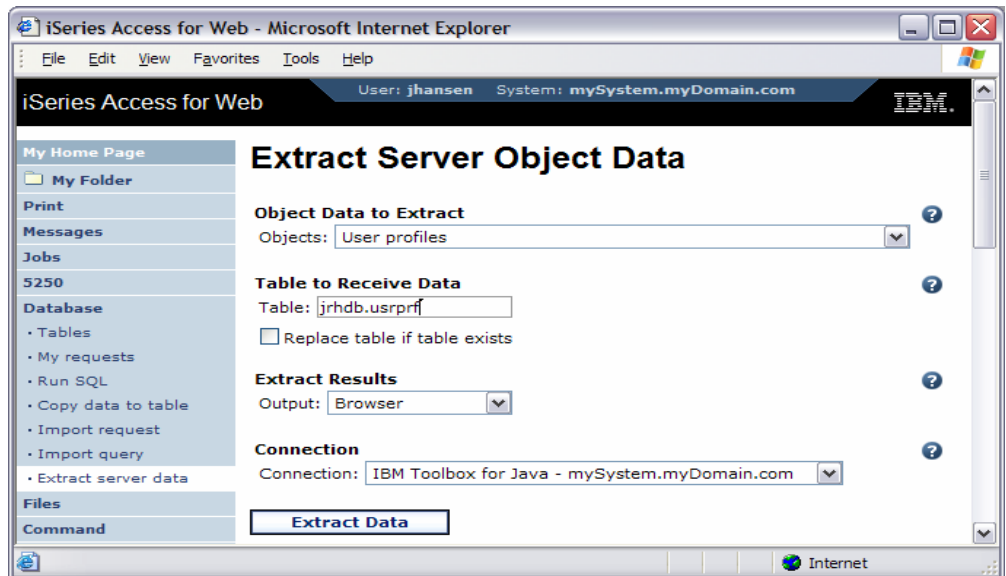 iSeries Access for Web - Microsoft Internet Explorer
File Edit View Favorites Tools Help
iSeries Access for Web
User: jhansen System: mySystem.myDomain.com
IBM.
My Home Page
My Folder
Print
Messages
Jobs
5250
Database
• Tables
• My requests
• Run SQL
• Copy data to table
• Import request
• Import query
• Extract server data
Files
Command
Extract Server Object Data
Object Data to Extract
?
Objects: User profiles
Table to Receive Data
?
Table: jrhdb.usrprf
Replace table if table exists
Extract Results
?
Output: Browser
Connection
?
Connection: IBM Toolbox for Java - mySystem.myDomain.com
Extract Data
Internet